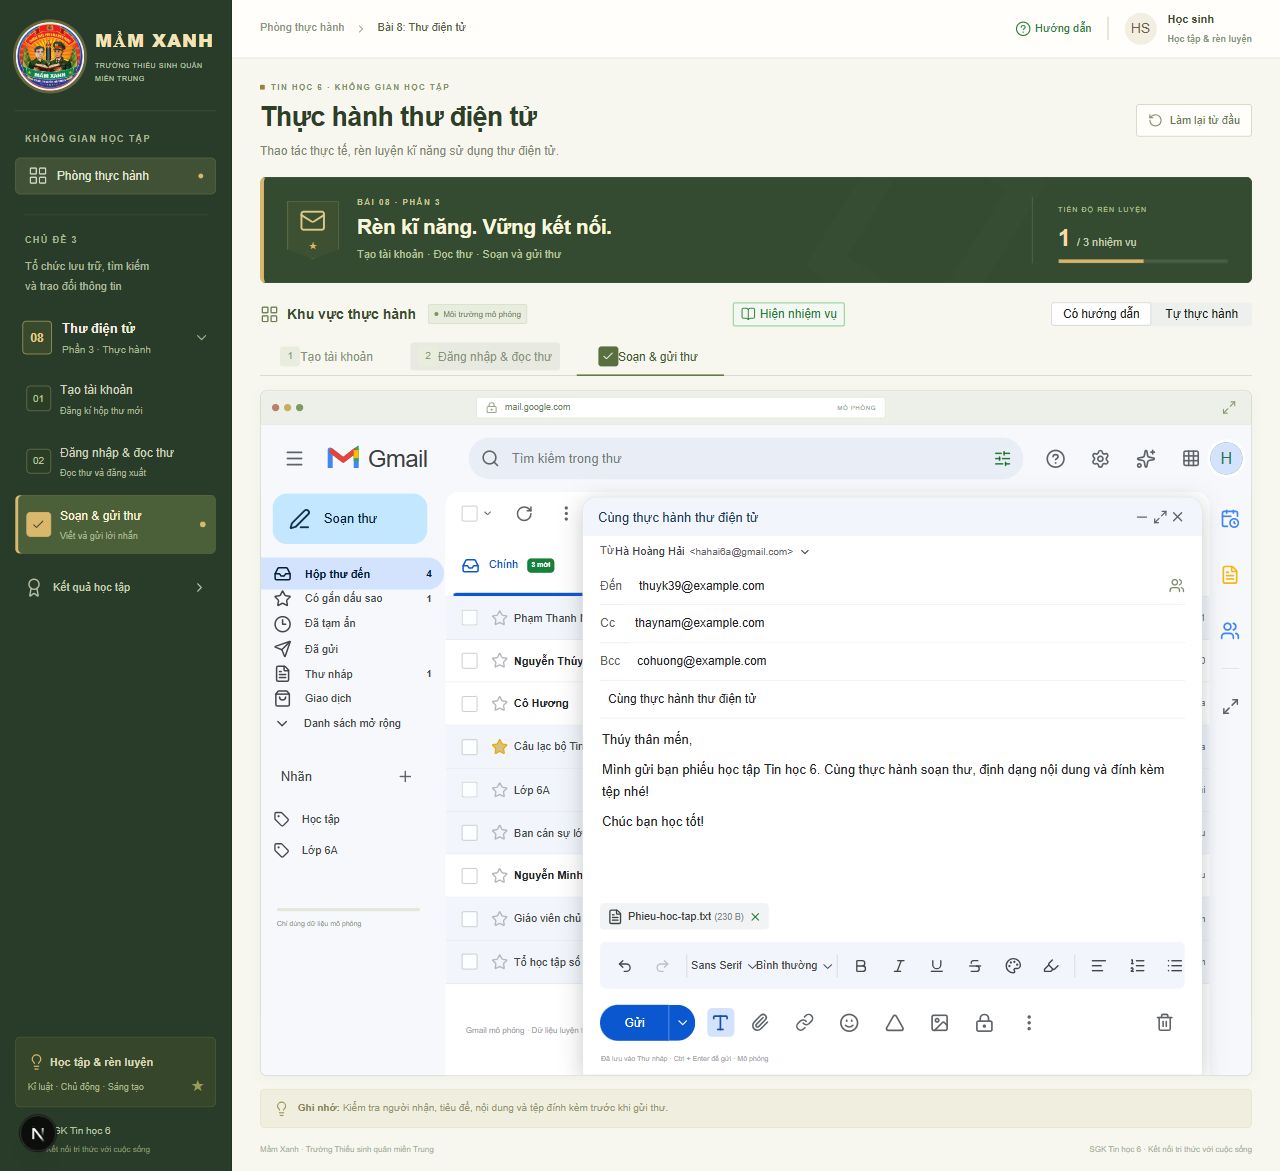 MẦM XANH
TRƯỜNG THIẾU SINH QUÂN
MIỀN TRUNG
KHÔNG GIAN HỌC TẬP
Phòng thực hành
CHỦ ĐỀ 3
Tổ chức lưu trữ, tìm kiếm
và trao đổi thông tin
08
Thư điện tử
Phần 3 · Thực hành
01
Tạo tài khoản
Đăng kí hộp thư mới
02
Đăng nhập & đọc thư
Đọc thư và đăng xuất
Soạn & gửi thư
Viết và gửi lời nhắn
Kết quả học tập
Học tập & rèn luyện
Kỉ luật · Chủ động · Sáng tạo
N
SGK Tin học 6
Kết nối tri thức với cuộc sống
Phòng thực hành
Bài 8: Thư điện tử
Hướng dẫn
HS
Học sinh
Học tập & rèn luyện
TIN HỌC 6 · KHÔNG GIAN HỌC TẬP
Thực hành thư điện tử
Thao tác thực tế, rèn luyện kĩ năng sử dụng thư điện tử.
Làm lại từ đầu
BÀI 08 · PHẦN 3
Rèn kĩ năng. Vững kết nối.
Tạo tài khoản · Đọc thư · Soạn và gửi thư
TIẾN ĐỘ RÈN LUYỆN
1 / 3 nhiệm vụ
Khu vực thực hành
Môi trường mô phỏng
Hiện nhiệm vụ
Có hướng dẫn
Tự thực hành
1 Tạo tài khoản
2 Đăng nhập & đọc thư
Soạn & gửi thư
mail.google.com
MÔ PHỎNG
Gmail
Tìm kiếm trong thư
H
Soạn thư
Hộp thư đến 4
Có gắn dấu sao 1
Đã tạm ẩn
Đã gửi
Thư nháp 1
Giao dịch
Danh sách mở rộng
Nhãn
Học tập
Lớp 6A
Chỉ dùng dữ liệu mô phỏng
Chính
3 mới
Phạm Thanh
Nguyễn Thúy
Cô Hương
Câu lạc bộ Tin
Lớp 6A
Ban cán sự lớ
Nguyễn Minh
Giáo viên chủ
Tổ học tập số
Gmail mô phỏng · Dữ liệu luyện
Cùng thực hành thư điện tử
Từ Hà Hoàng Hải <hahai6a@gmail.com>
Đến thuyk39@example.com
Cc thaynam@example.com
Bcc cohuong@example.com
Cùng thực hành thư điện tử
Thúy thân mến,
Mình gửi bạn phiếu học tập Tin học 6. Cùng thực hành soạn thư, định dạng nội dung và đính kèm
tệp nhé!
Chúc bạn học tốt!
Phieu-hoc-tap.txt (230 B)
Sans Serif
Bình thường
Gửi
Đã lưu vào Thư nháp · Ctrl + Enter để gửi · Mô phỏng
Ghi nhớ: Kiểm tra người nhận, tiêu đề, nội dung và tệp đính kèm trước khi gửi thư.
Mầm Xanh · Trường Thiếu sinh quân miền Trung
SGK Tin học 6 · Kết nối tri thức với cuộc sống